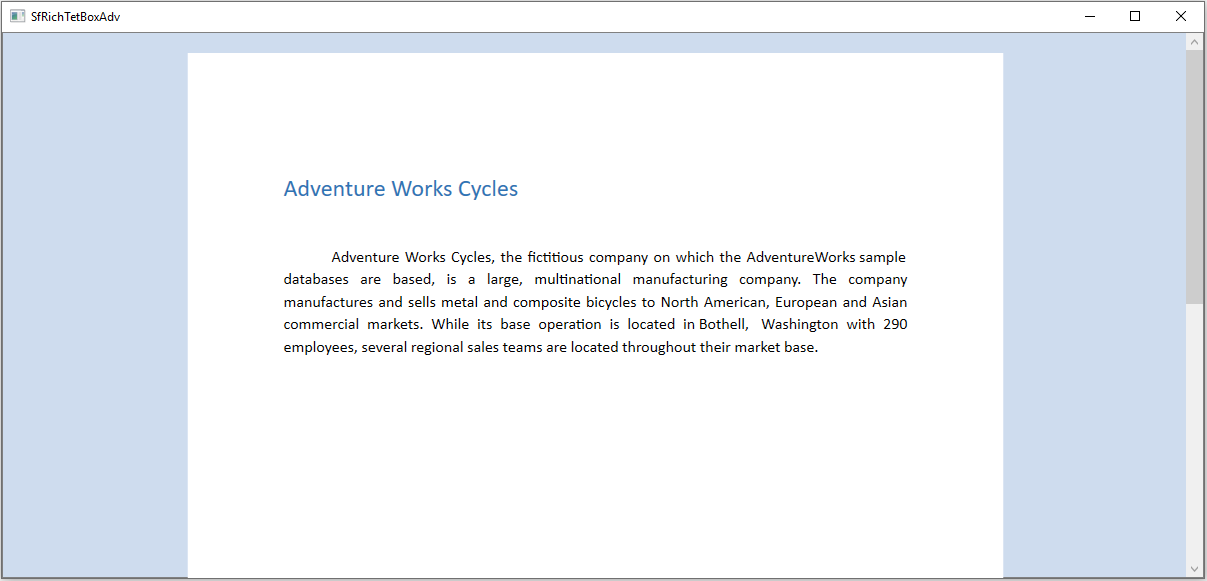 SfRichTetBoxAdv
Adventure Works Cycles
Adventure Works Cycles, the fictitious company on which the AdventureWorks sample
databases are based, is a large, multinational manufacturing company. The company
manufactures and sells metal and composite bicycles to North American, European and Asian
commercial markets. While its base operation is located in Bothell, Washington with 290
employees, several regional sales teams are located throughout their market base.